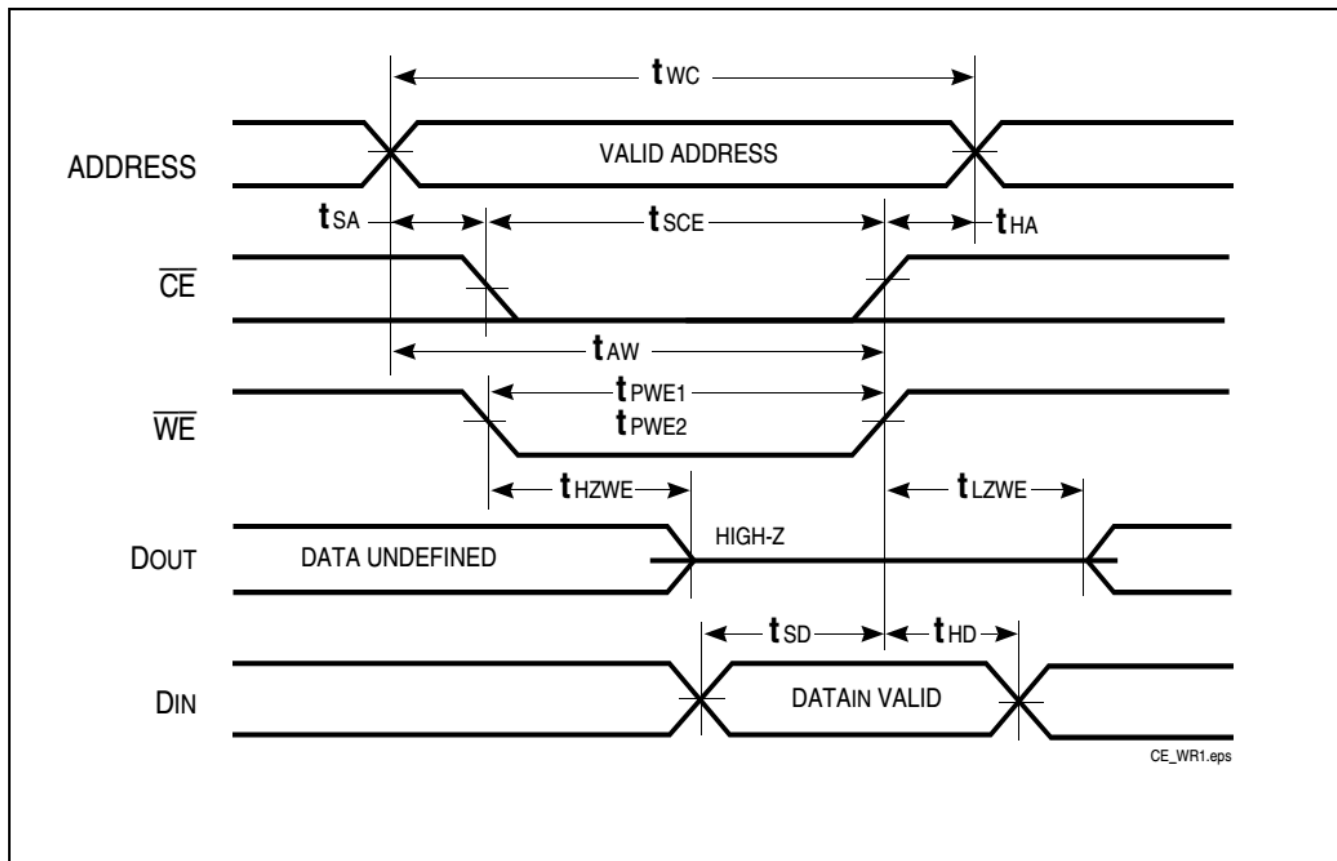 tWC
ADDRESS
VALID ADDRESS
tSA
tSCE
tHA
CE
tAW
tPWE1
WE
tPWE2
tHZWE
tLZWE
DOUT
DATA UNDEFINED
HIGH-Z
tSD
tHD
DIN
DATAIN VALID
CE_WR1.eps